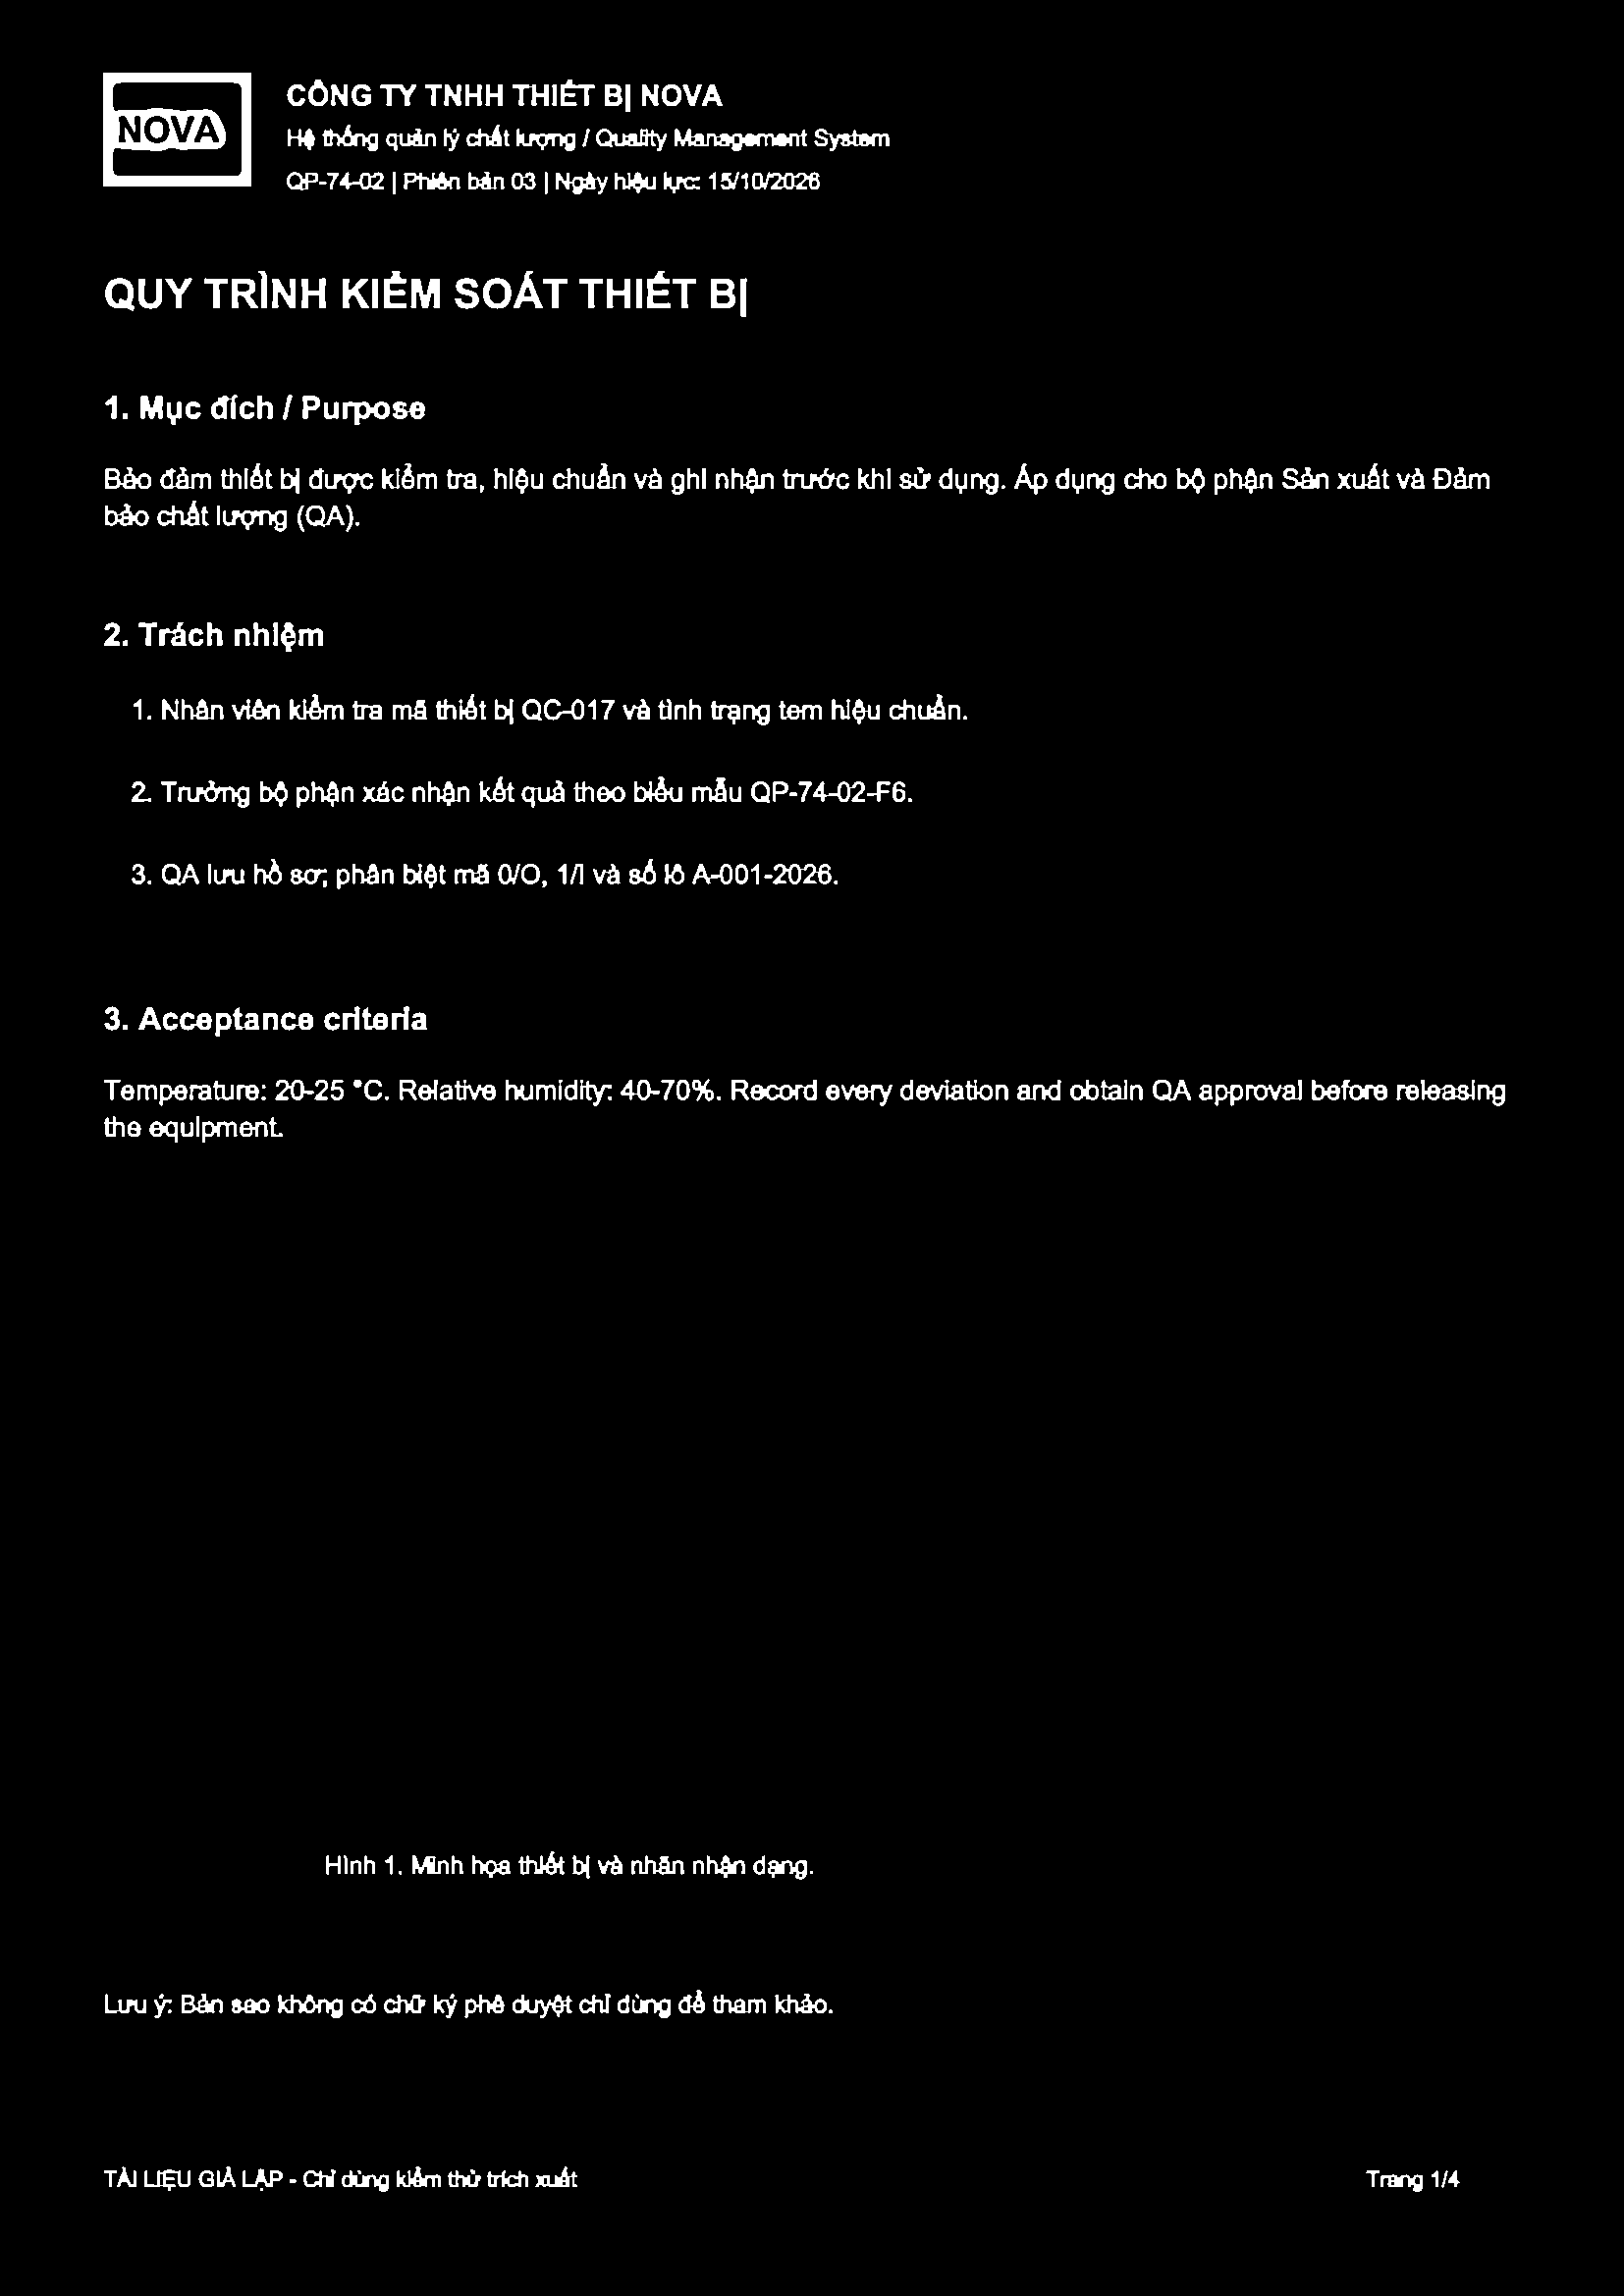 NOVA
CÔNG TY TNHH THIẾT BỊ NOVA
Hệ thống quản lý chất lượng / Quality Management System
QP-74-02 | Phiên bản 03 | Ngày hiệu lực: 15/10/2026
QUY TRÌNH KIỂM SOÁT THIẾT BỊ
1. Mục đích / Purpose
Bảo đảm thiết bị được kiểm tra, hiệu chuẩn và ghi nhận trước khi sử dụng. Áp dụng cho bộ phận Sản xuất và Đảm
bảo chất lượng (QA).
2. Trách nhiệm
1. Nhân viên kiểm tra mã thiết bị QC-017 và tình trạng tem hiệu chuẩn.
2. Trưởng bộ phận xác nhận kết quả theo biểu mẫu QP-74-02-F6.
3. QA lưu hồ sơ; phân biệt mã 0/O, 1/I và số lô A-001-2026.
3. Acceptance criteria
Temperature: 20-25 °C. Relative humidity: 40-70%. Record every deviation and obtain QA approval before releasing
the equipment.
Hình 1. Minh họa thiết bị và nhãn nhận dạng.
Lưu ý: Bản sao không có chữ ký phê duyệt chỉ dùng để tham khảo.
TÀI LIỆU GIẢ LẬP - Chỉ dùng kiểm thử trích xuất
Trang 1/4